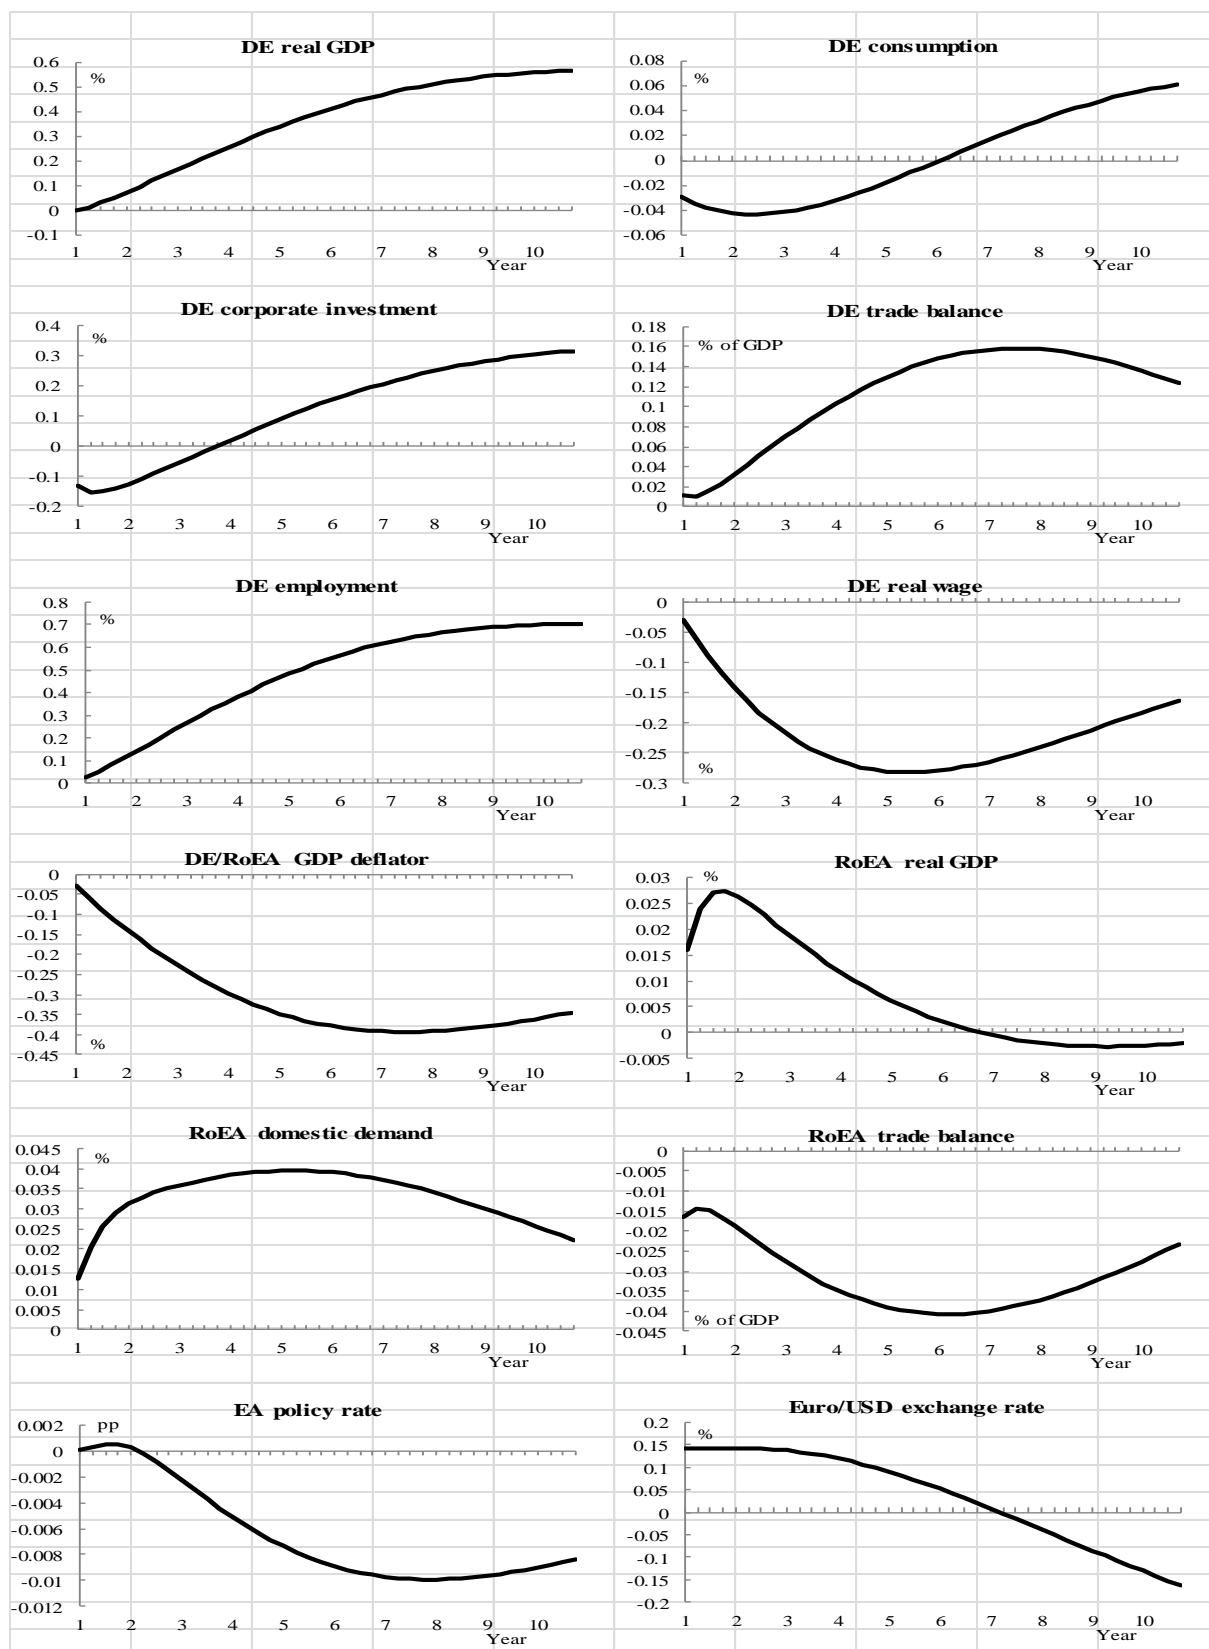 DE real GDP
%
0.6
0.5
0.4
0.3
0.2
0.1
0
-0.1
1 2 3 4 5 6 7 8 9 10
Year
DE consumption
%
0.08
0.06
0.04
0.02
0
-0.02
-0.04
-0.06
1 2 3 4 5 6 7 8 9 10
Year
DE corporate investment
%
0.4
0.3
0.2
0.1
0
-0.1
-0.2
1 2 3 4 5 6 7 8 9 10
Year
DE trade balance
% of GDP
0.18
0.16
0.14
0.12
0.1
0.08
0.06
0.04
0.02
0
1 2 3 4 5 6 7 8 9 10
Year
DE employment
%
0.8
0.7
0.6
0.5
0.4
0.3
0.2
0.1
0
1 2 3 4 5 6 7 8 9 10
Year
DE real wage
0
-0.05
-0.1
-0.15
-0.2
-0.25
-0.3
%
1 2 3 4 5 6 7 8 9 10
Year
DE/RoEA GDP deflator
0
-0.05
-0.1
-0.15
-0.2
-0.25
-0.3
-0.35
-0.4
-0.45
%
1 2 3 4 5 6 7 8 9 10
Year
RoEA real GDP
%
0.03
0.025
0.02
0.015
0.01
0.005
0
-0.005
1 2 3 4 5 6 7 8 9 10
Year
RoEA domestic demand
%
0.045
0.04
0.035
0.03
0.025
0.02
0.015
0.01
0.005
0
1 2 3 4 5 6 7 8 9 10
Year
RoEA trade balance
0
-0.005
-0.01
-0.015
-0.02
-0.025
-0.03
-0.035
-0.04
-0.045
% of GDP
1 2 3 4 5 6 7 8 9 10
Year
EA policy rate
pp
0.002
0
-0.002
-0.004
-0.006
-0.008
-0.01
-0.012
1 2 3 4 5 6 7 8 9 10
Year
Euro/USD exchange rate
%
0.2
0.15
0.1
0.05
0
-0.05
-0.1
-0.15
-0.2
1 2 3 4 5 6 7 8 9 10
Year